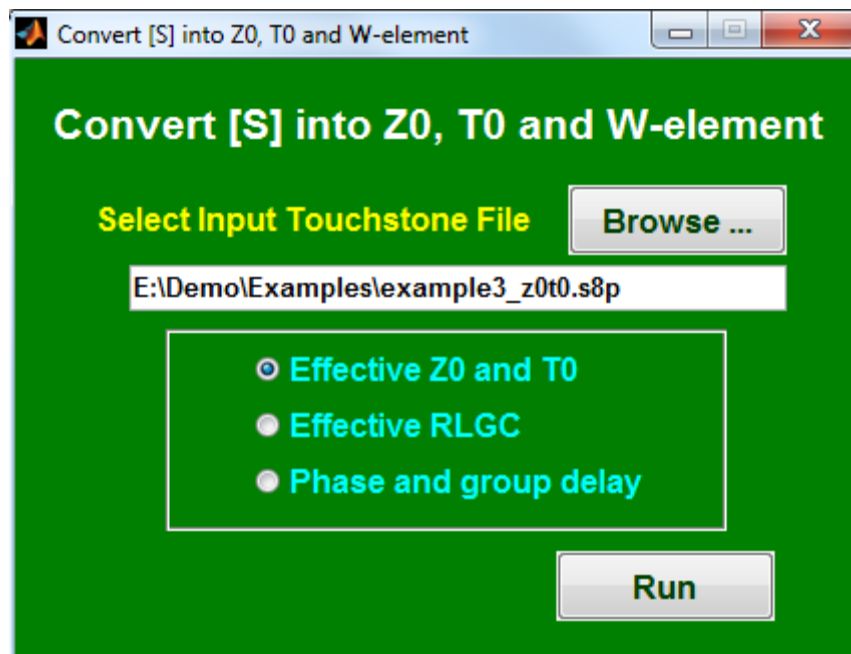 Convert [S] into Z0, T0 and W-element
Convert [S] into Z0, T0 and W-element
Select Input Touchstone File Browse ...
E:\Demo\Examples\example3_z0t0.s8p
Effective Z0 and T0
Effective RLGC
Phase and group delay
Run